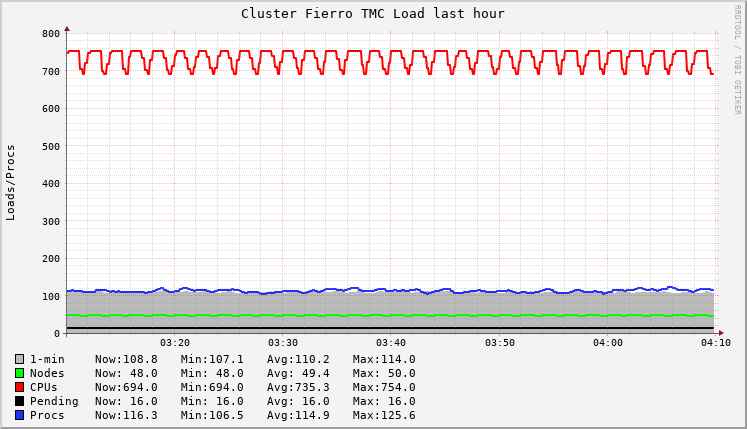 Cluster Fierro TMC Load last hour
RRDTOOL / TOBI OETIKER
Loads/Procs
800
700
600
500
400
300
200
100
0
03:20 03:30 03:40 03:50 04:00 04:10
1-min Now:108.8 Min:107.1 Avg:110.2 Max:114.0
Nodes Now: 48.0 Min: 48.0 Avg: 49.4 Max: 50.0
CPUs Now:694.0 Min:694.0 Avg:735.3 Max:754.0
Pending Now: 16.0 Min: 16.0 Avg: 16.0 Max: 16.0
Procs Now:116.3 Min:106.5 Avg:114.9 Max:125.6